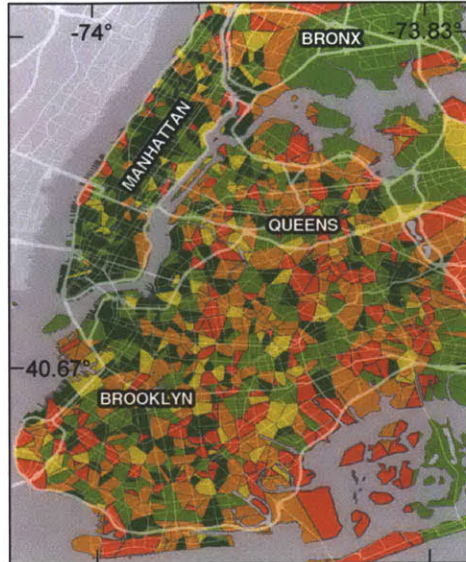 -74°
-73.83°
BRONX
MANHATTAN
QUEENS
40.67°
BROOKLYN